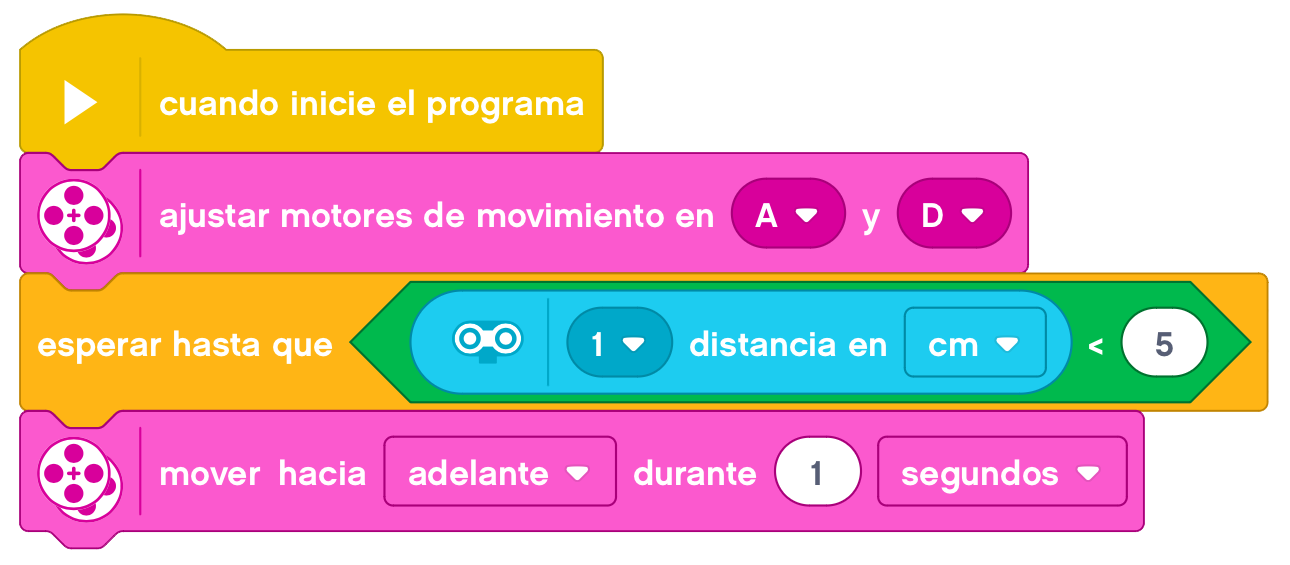 cuando inicie el programa
ajustar motores de movimiento en A y D
esperar hasta que 1 distancia en cm < 5
mover hacia adelante durante 1 segundos